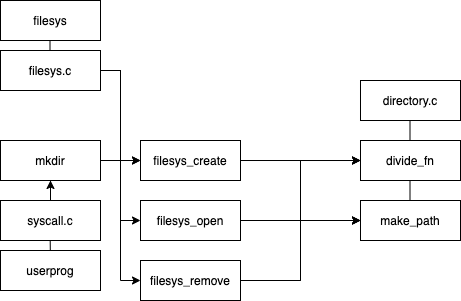 filesys
filesys.c
directory.c
mkdir
filesys_create
divide_fn
syscall.c
filesys_open
make_path
userprog
filesys_remove